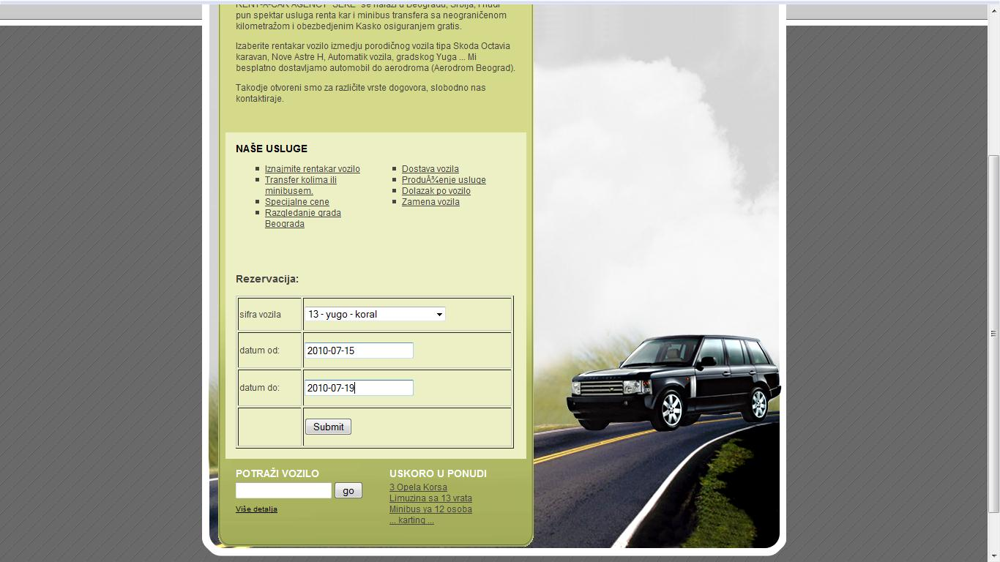 RENT-A-CAR AGENCY "SEKE" se nalazi u Beogradu, Srbija, i nudi
pun spektar usluga renta kar i minibus transfera sa neograničenom
kilometražom i obezbedjenim Kasko osiguranjem gratis.
Izaberite rentakar vozilo izmedju porodičnog vozila tipa Skoda Octavia
karavan, Nove Astre H, Automatik vozila, gradskog Yuga ... Mi
besplatno dostavljamo automobil do aerodroma (Aerodrom Beograd).
Takodje otvoreni smo za različite vrste dogovora, slobodno nas
kontaktiraje.
NAŠE USLUGE
Iznajmite rentakar vozilo
Transfer kolima ili
minibusem.
Specijalne cene
Razgledanje grada
Beograda
Dostava vozila
ProduÅ¾enje usluge
Dolazak po vozilo
Zamena vozila
Rezervacija:
sifra vozila
13 - yugo - koral
datum od:
2010-07-15
datum do:
2010-07-19
Submit
POTRAŽI VOZILO
go
Više detalja
USKORO U PONUDI
3 Opela Korsa
Limuzina sa 13 vrata
Minibus ya 12 osoba
... karting ...